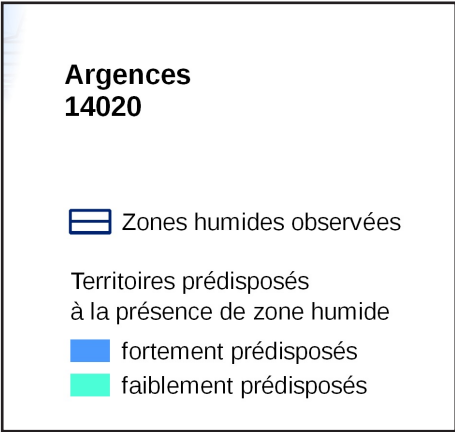 Argences
14020
Zones humides observées
Territoires prédisposés
à la présence de zone humide
fortement prédisposés
faiblement prédisposés